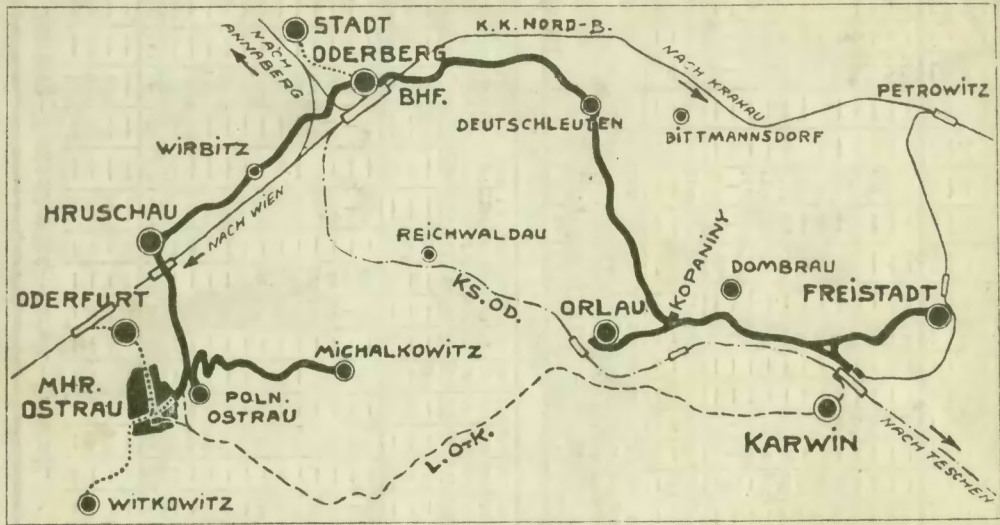 STADT
ODERBERG
BHF.
NACH
ANNABERG
K.K. NORD-B.
NACH KRAKAU
PETROWITZ
DEUTSCHLEUTEN
BITTMANNSDORF
WIRBITZ
HRUSCHAU
NACH WIEN
REICHWALDAU
KS. OD.
KOPANINY
DOMBRAU
FREISTADT
ODERFURT
ORLAU
MICHALKOWITZ
MHR.
OSTRAU
POLN.
OSTRAU
L.O-K.
KARWIN
NACH TESCHEN
WITKOWITZ